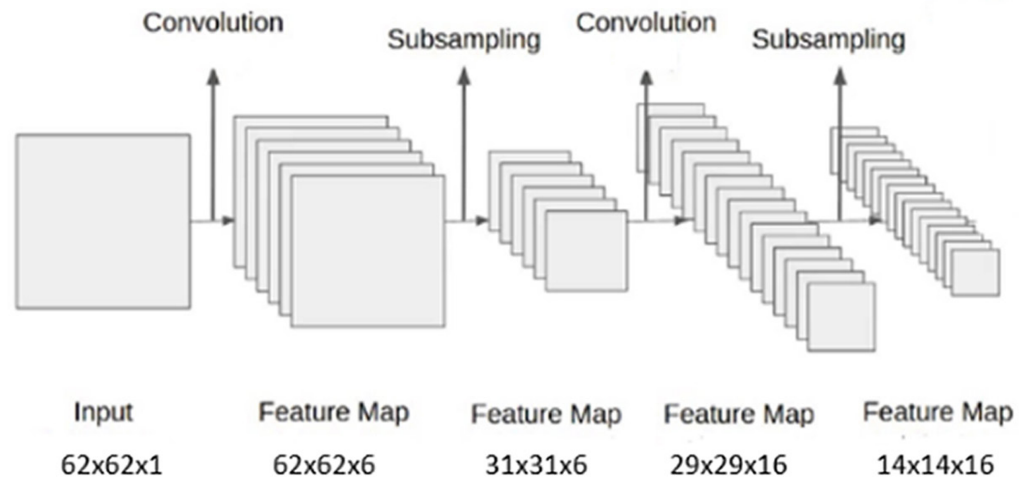 Convolution
Subsampling
Convolution
Subsampling
Input
Feature Map
Feature Map
Feature Map
Feature Map
62x62x1
62x62x6
31x31x6
29x29x16
14x14x16